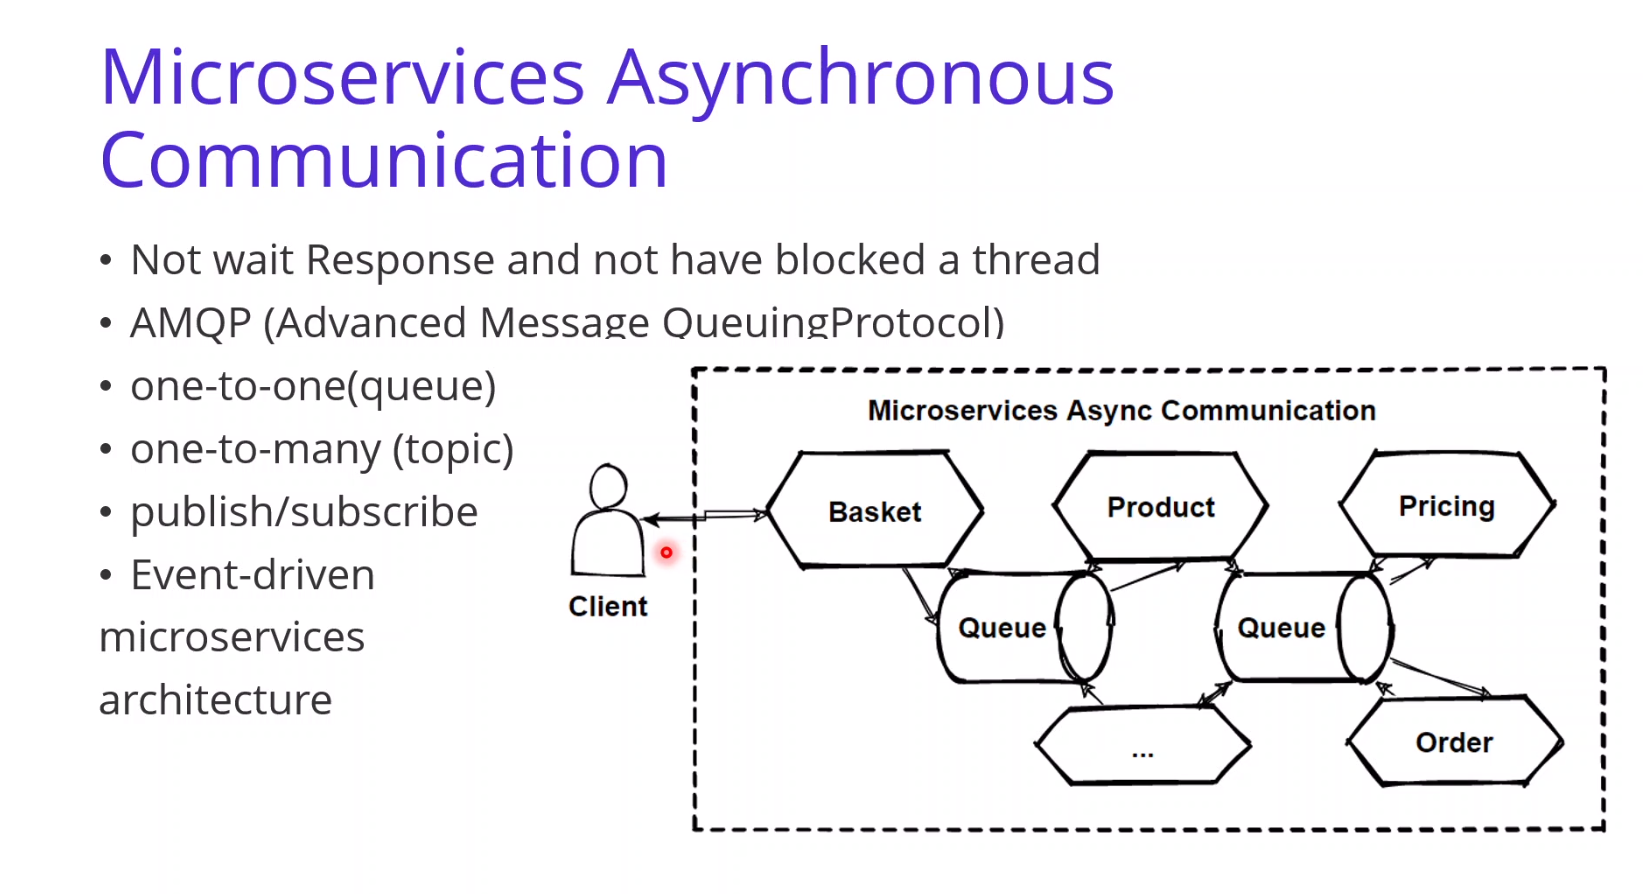 Microservices Asynchronous
Communication
• Not wait Response and not have blocked a thread
• AMQP (Advanced Message QueuingProtocol)
• one-to-one(queue)
• one-to-many (topic)
• publish/subscribe
• Event-driven
microservices
architecture
Microservices Async Communication
Basket
Product
Pricing
Client
Queue
Queue
...
Order